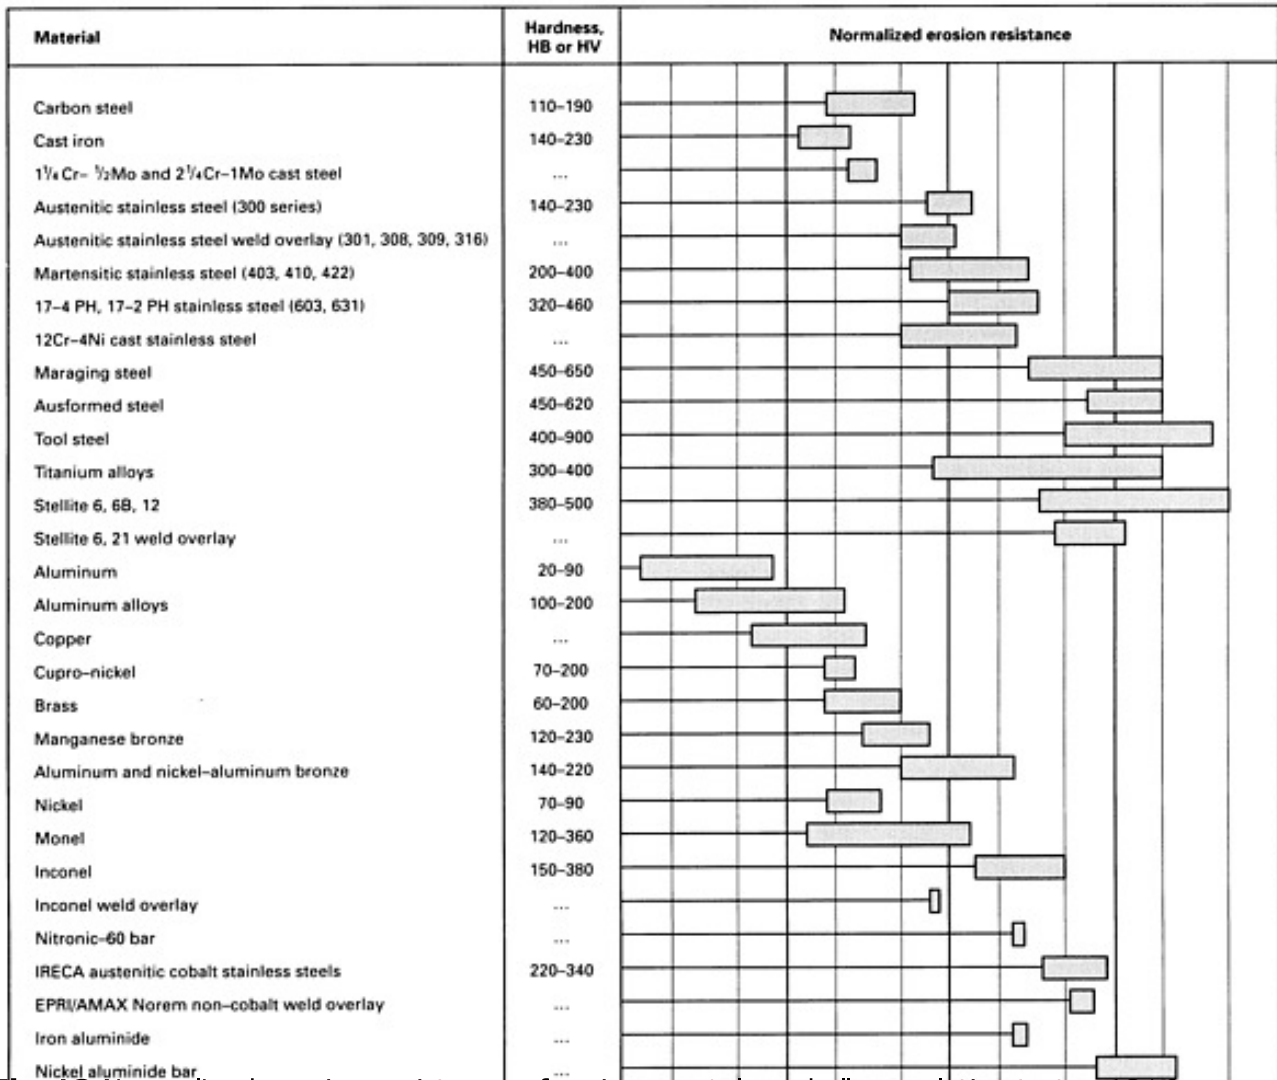 Material Hardness, HB or HV Normalized erosion resistance
Carbon steel 110–190
Cast iron 140–230
1¼Cr– ½Mo and 2¼Cr–1Mo cast steel ...
Austenitic stainless steel (300 series) 140–230
Austenitic stainless steel weld overlay (301, 308, 309, 316) ...
Martensitic stainless steel (403, 410, 422) 200–400
17–4 PH, 17–2 PH stainless steel (603, 631) 320–460
12Cr–4Ni cast stainless steel ...
Maraging steel 450–650
Ausformed steel 450–620
Tool steel 400–900
Titanium alloys 300–400
Stellite 6, 6B, 12 380–500
Stellite 6, 21 weld overlay ...
Aluminum 20–90
Aluminum alloys 100–200
Copper ...
Cupro–nickel 70–200
Brass 60–200
Manganese bronze 120–230
Aluminum and nickel–aluminum bronze 140–220
Nickel 70–90
Monel 120–360
Inconel 150–380
Inconel weld overlay ...
Nitronic–60 bar ...
IRECA austenitic cobalt stainless steels 220–340
EPRI/AMAX Norem non–cobalt weld overlay ...
Iron aluminide ...
Nickel aluminide bar ...